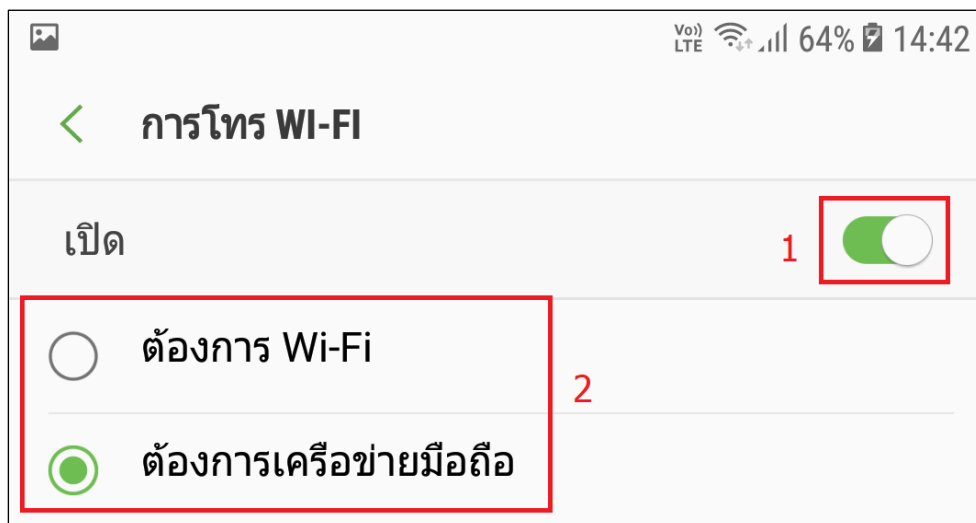 Vo)) LTE 64% 14:42
การโทร WI-FI
เปิด 1
ต้องการ Wi-Fi
2
ต้องการเครือข่ายมือถือ